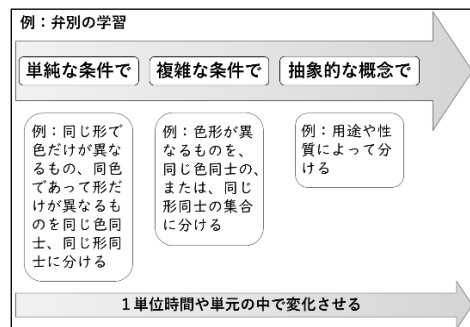 例：弁別の学習
単純な条件で
複雑な条件で
抽象的な概念で
例：同じ形で
色だけが異な
るもの、同色
であって形だ
けが異なるも
のを同じ色同
士、同じ形同
士に分ける
例：色形が異
なるものを、
同じ色同士の、
または、同じ
形同士の集合
に分ける
例：用途や性
質によって分
ける
１単位時間や単元の中で変化させる